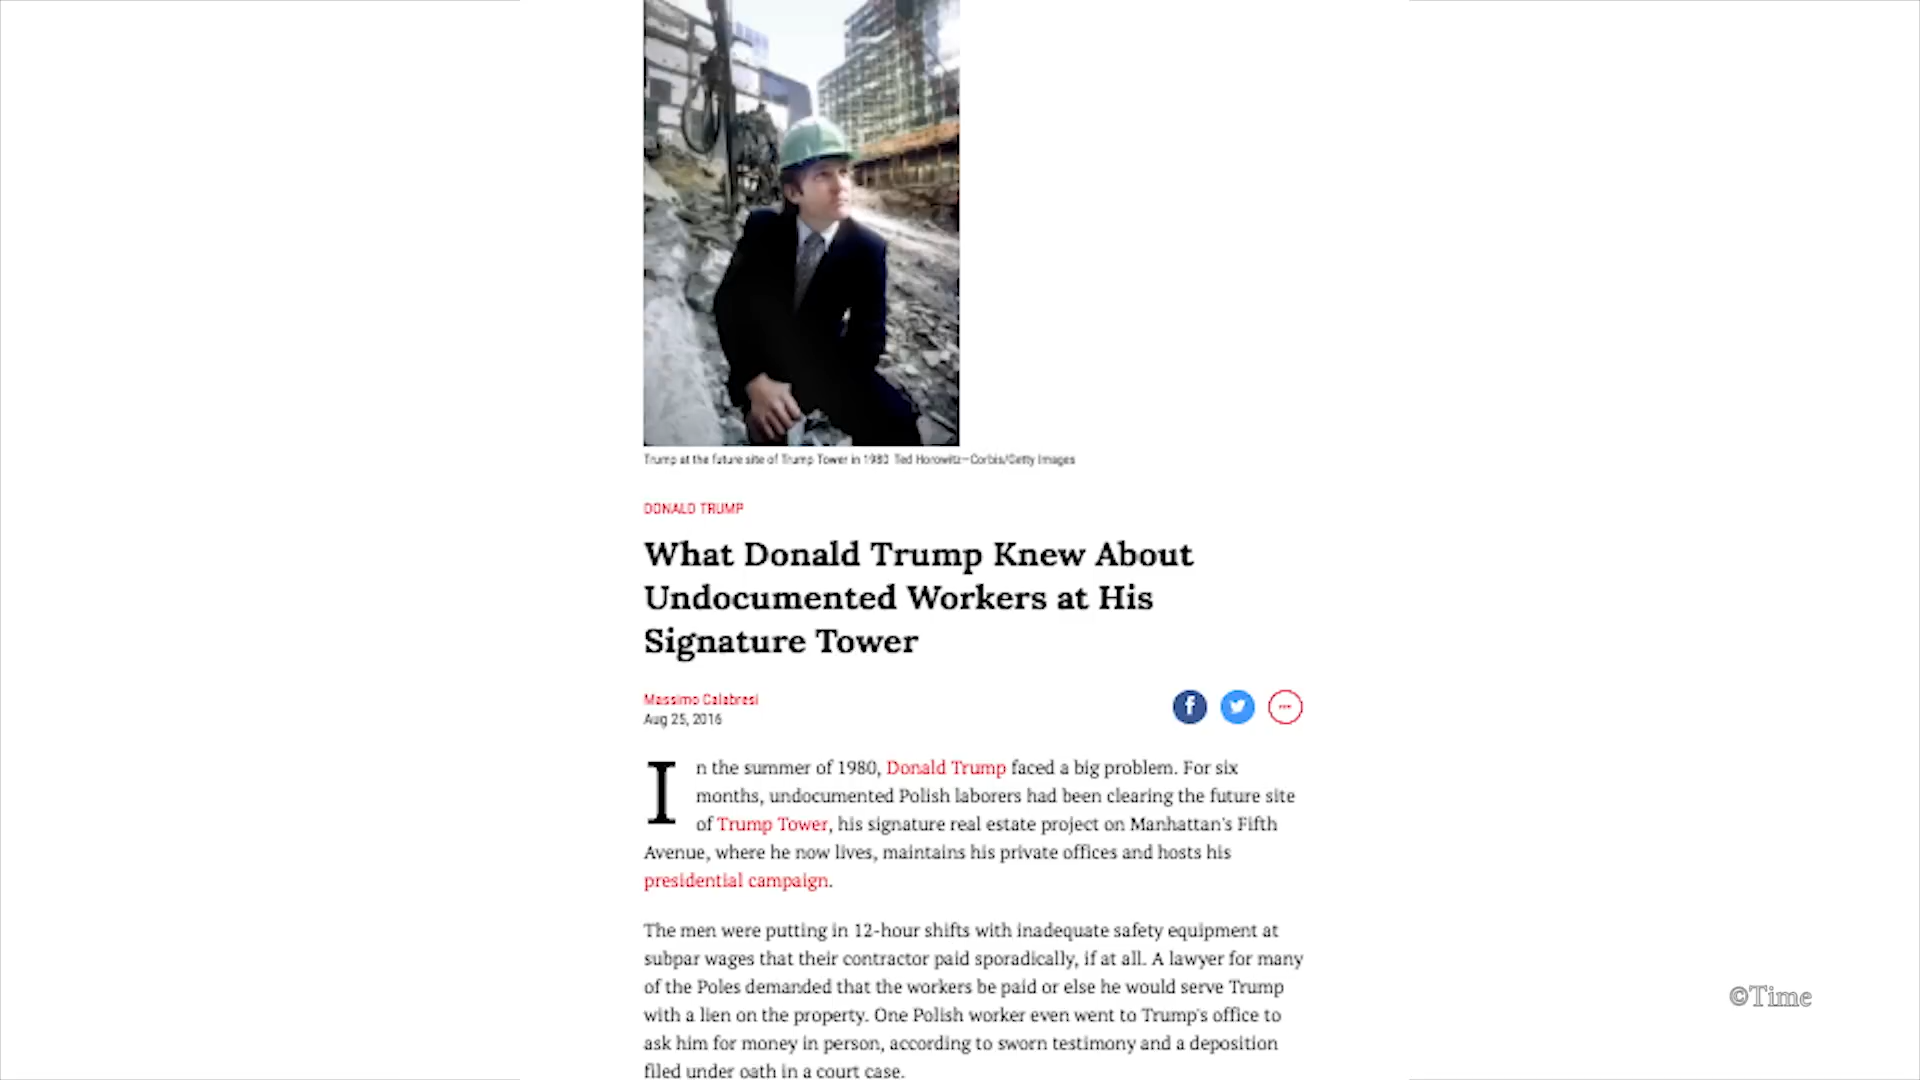 Trump at the future site of Trump Tower in 1980 Ted Horowitz—Corbis/Getty Images
DONALD TRUMP
What Donald Trump Knew About
Undocumented Workers at His
Signature Tower
Massimo Calabresi
Aug 25, 2016
In the summer of 1980, Donald Trump faced a big problem. For six
months, undocumented Polish laborers had been clearing the future site
of Trump Tower, his signature real estate project on Manhattan's Fifth
Avenue, where he now lives, maintains his private offices and hosts his
presidential campaign.
The men were putting in 12-hour shifts with inadequate safety equipment at
subpar wages that their contractor paid sporadically, if at all. A lawyer for many
of the Poles demanded that the workers be paid or else he would serve Trump
with a lien on the property. One Polish worker even went to Trump's office to
ask him for money in person, according to sworn testimony and a deposition
filed under oath in a court case.
©Time